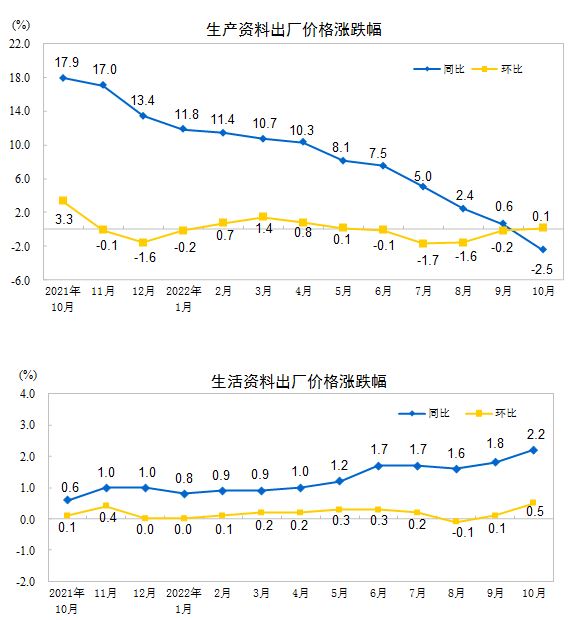 (%)
生产资料出厂价格涨跌幅
22.0
18.0
14.0
10.0
6.0
2.0
-2.0
-6.0
同比
环比
17.9
17.0
13.4
11.8
11.4
10.7
10.3
8.1
7.5
5.0
2.4
0.6
-2.5
3.3
-0.1
-1.6
-0.2
0.7
1.4
0.8
0.1
-0.1
-1.7
-1.6
-0.2
0.1
2021年
10月
11月
12月
2022年
1月
2月
3月
4月
5月
6月
7月
8月
9月
10月
(%)
生活资料出厂价格涨跌幅
4.0
3.0
2.0
1.0
0.0
-1.0
-2.0
同比
环比
0.6
1.0
1.0
0.8
0.9
0.9
1.0
1.2
1.7
1.7
1.6
1.8
2.2
0.1
0.4
0.0
0.0
0.1
0.2
0.2
0.3
0.3
0.2
-0.1
0.1
0.5
2021年
10月
11月
12月
2022年
1月
2月
3月
4月
5月
6月
7月
8月
9月
10月